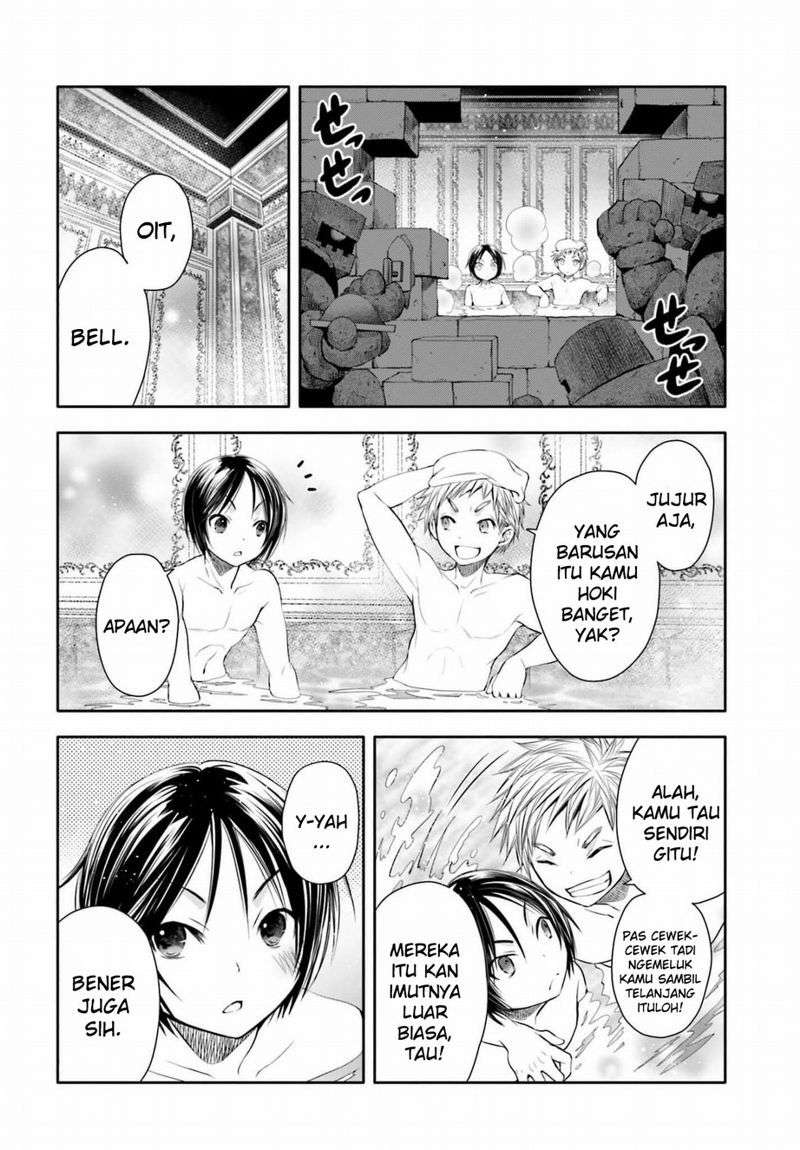 せっ
せっ
せっ
せっ
OIT,
BELL.
JUJUR
AJA,
YANG
BARUSAN
ITU KAMU
HOKI
BANGET,
YAK?
APAAN?
ALAH,
KAMU TAU
SENDIRI
GITU!
PAS CEWEK-
CEWEK TADI
NGEMELUK
KAMU SAMBIL
TELANJANG
ITULOH!
MEREKA
ITU KAN
IMUTNYA
LUAR
BIASA,
TAU!
Y-YAH
...
BENER
JUGA
SIH.